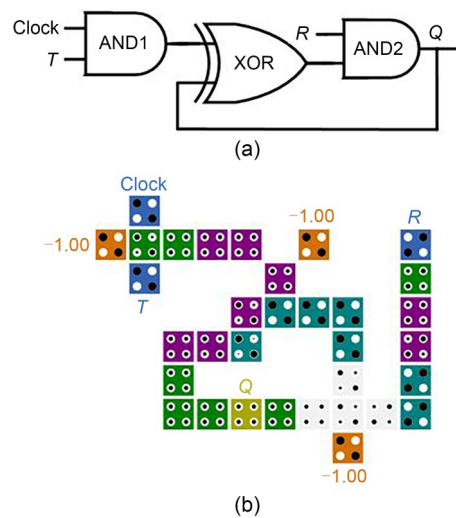 Clock
AND1
T
XOR
R
AND2
Q
(a)
Clock
−1.00
T
−1.00
R
Q
−1.00
(b)